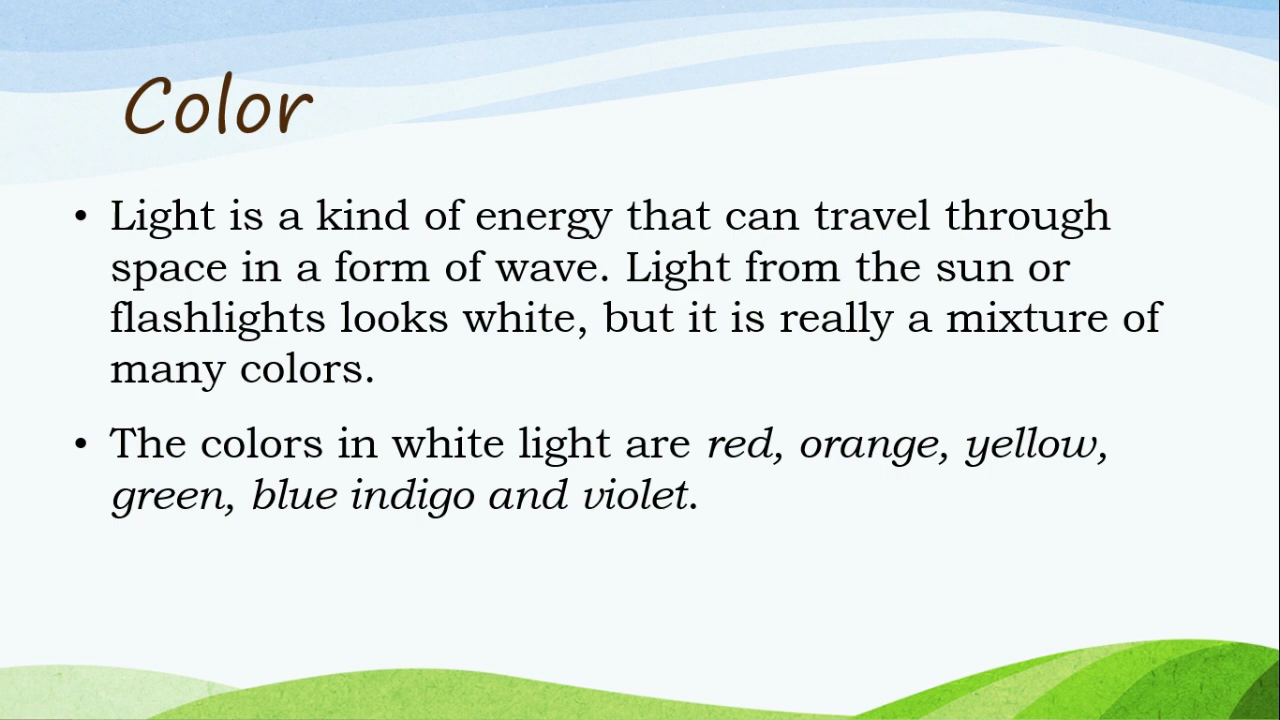 Color
• Light is a kind of energy that can travel through
space in a form of wave. Light from the sun or
flashlights looks white, but it is really a mixture of
many colors.
• The colors in white light are red, orange, yellow,
green, blue indigo and violet.